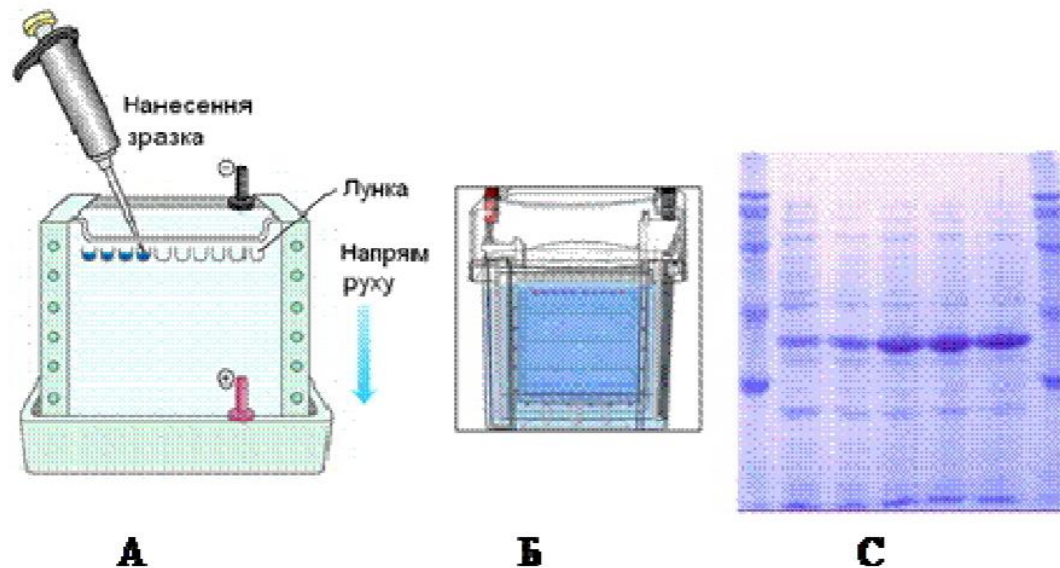 Нанесення
зразка
Лунка
Напрям
руху
−
+
А
Б
С